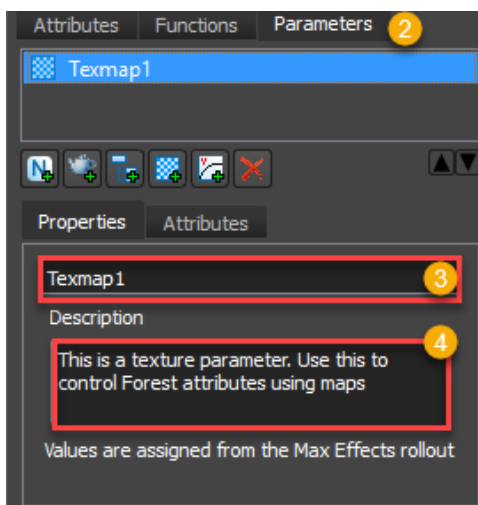 Attributes Functions Parameters 2
Texmap1
Properties Attributes
Texmap1 3
Description 4
This is a texture parameter. Use this to
control Forest attributes using maps
Values are assigned from the Max Effects rollout